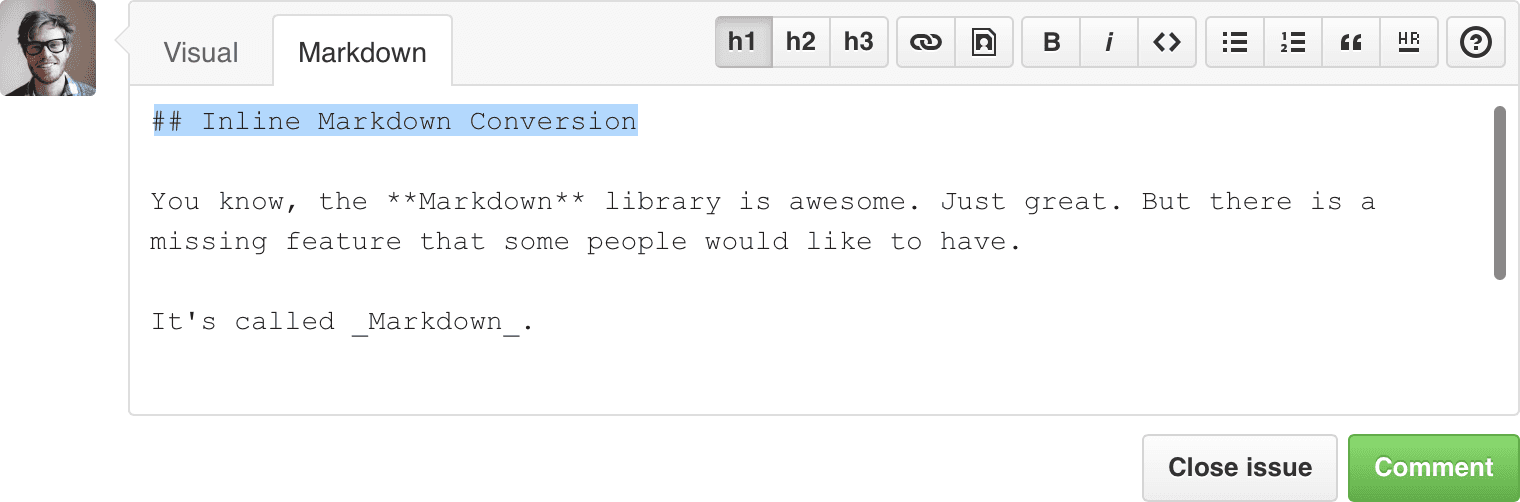 Visual Markdown h1 h2 h3 B i HR ?
## Inline Markdown Conversion
You know, the **Markdown** library is awesome. Just great. But there is a
missing feature that some people would like to have.
It's called _Markdown_.
Close issue Comment